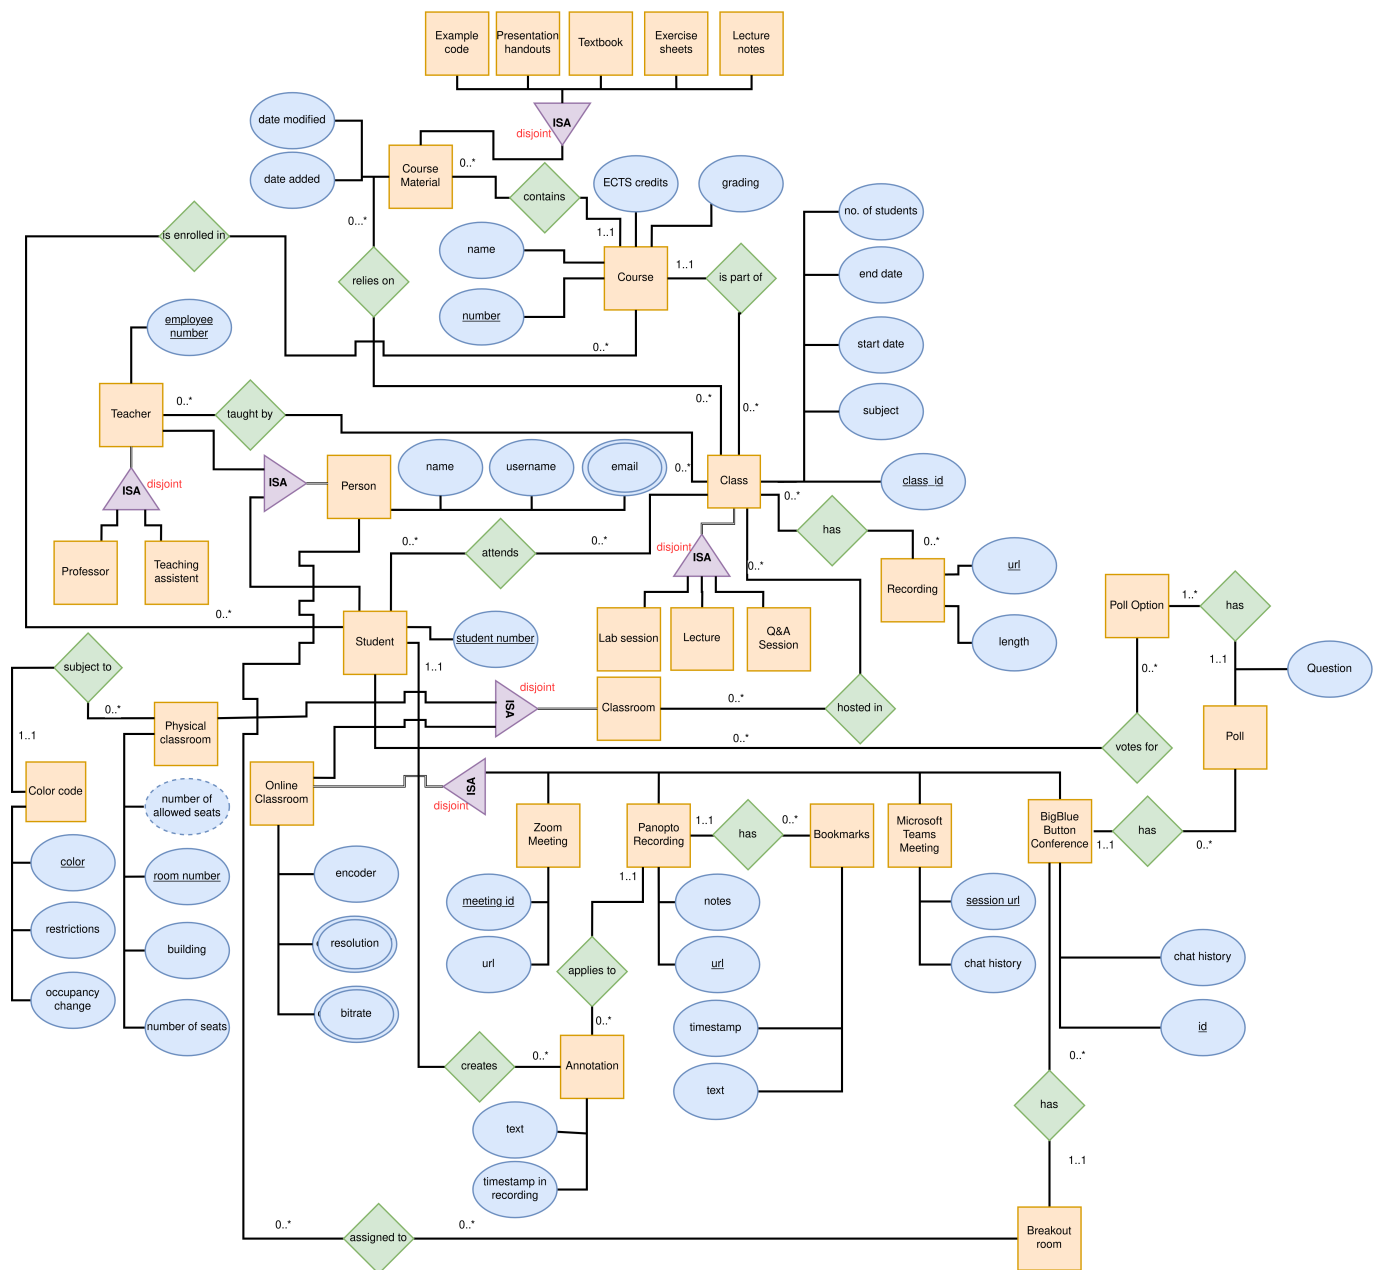 Example
code
Presentation
handouts
Textbook
Exercise
sheets
Lecture
notes
date modified
ISA
disjoint
date added
Course
Material
0..*
contains
ECTS credits
grading
no. of students
is enrolled in
0...*
1..1
name
Course
1..1
is part of
end date
relies on
number
employee
number
0..*
start date
Teacher
0..*
taught by
0..*
0..*
subject
ISA
disjoint
ISA
Person
name
username
email
0..*
Class
class_id
0..*
has
0..*
Professor
Teaching
assistent
0..*
attends
0..*
disjoint
ISA
0..*
Recording
url
length
Poll Option
1..*
has
0..*
Student
student number
1..1
Lab session
Lecture
Q&A
Session
1..1
Question
subject to
0..*
0..*
disjoint
ISA
Classroom
0..*
hosted in
Physical
classroom
1..1
0..*
votes for
Poll
Color code
Online
Classroom
ISA
disjoint
number of
allowed seats
Zoom
Meeting
Panopto
Recording
1..1
has
0..*
Bookmarks
Microsoft
Teams
Meeting
BigBlue
Button
Conference
1..1
has
0..*
color
room number
encoder
1..1
meeting id
notes
session url
restrictions
building
resolution
url
applies to
url
chat history
chat history
occupancy
change
number of seats
bitrate
0..*
timestamp
id
creates
0..*
Annotation
text
0..*
has
text
timestamp in
recording
1..1
0..*
assigned to
0..*
Breakout
room